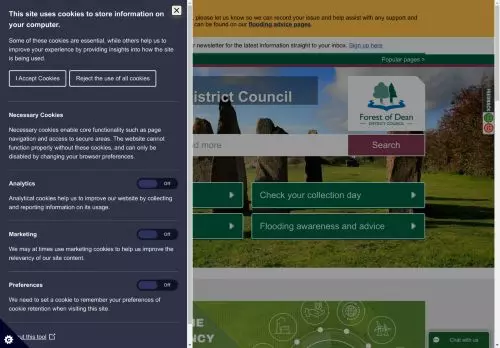 This site uses cookies to store information on
your computer.
Some of these cookies are essential, while others help us to
improve your experience by providing insights into how the site
is being used.
I Accept Cookies
Reject the use of all cookies
Necessary Cookies
Necessary cookies enable core functionality such as page
navigation and access to secure areas. The website cannot
function properly without these cookies, and can only be
disabled by changing your browser preferences.
Analytics
Off
Analytical cookies help us to improve our website by collecting
and reporting information on its usage.
Marketing
Off
We may at times use marketing cookies to help us improve the
relevancy of our site content.
Preferences
Off
We need to set a cookie to remember your preferences of
cookie retention when visiting this site.
this tool
, please let us know so we can record your issue and help assist with any support and
can be found on our flooding advice pages.
r newsletter for the latest information straight to your inbox. Sign up here
Popular pages >
istrict Council
Forest of Dean
DISTRICT COUNCIL
nd more
Search
Check your collection day
Flooding awareness and advice
NE
NCY
FEEDBACK
Chat with us